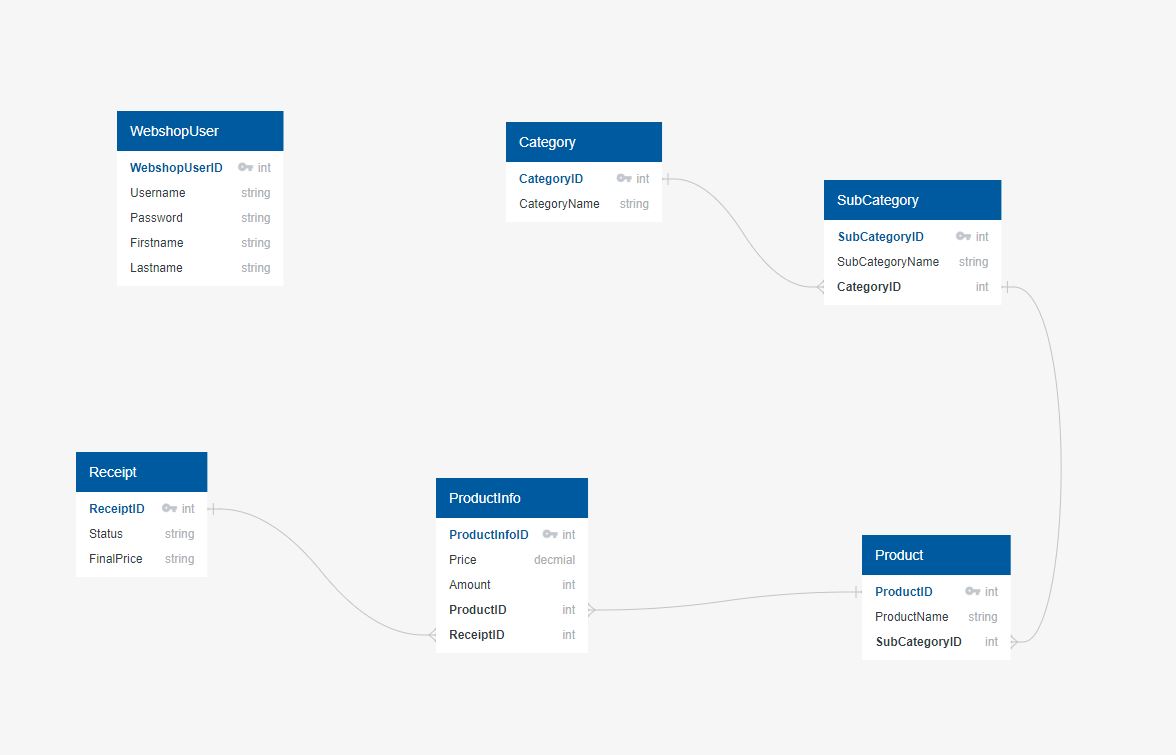 WebshopUser
WebshopUserID int
Username string
Password string
Firstname string
Lastname string
Category
CategoryID int
CategoryName string
SubCategory
SubCategoryID int
SubCategoryName string
CategoryID int
Receipt
ReceiptID int
Status string
FinalPrice string
ProductInfo
ProductInfoID int
Price decmial
Amount int
ProductID int
ReceiptID int
Product
ProductID int
ProductName string
SubCategoryID int